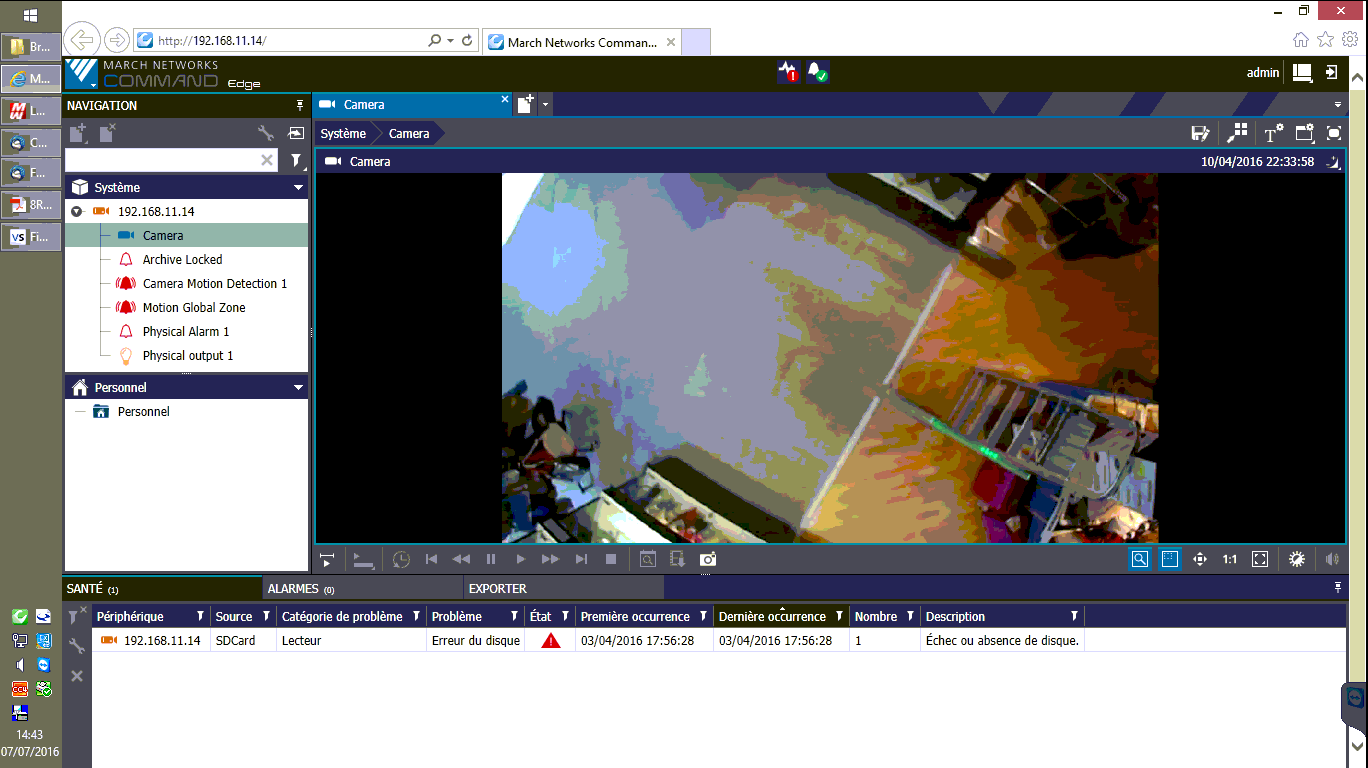 Br...
M...
L...
C...
F...
8R...
Fi...
http://192.168.11.14/
March Networks Comman...
MARCH NETWORKS
COMMAND Edge
admin
NAVIGATION
Camera
Système
Camera
Camera
10/04/2016 22:33:58
Système
192.168.11.14
Camera
Archive Locked
Camera Motion Detection 1
Motion Global Zone
Physical Alarm 1
Physical output 1
Personnel
Personnel
1:1
SANTÉ (1)
ALARMES (0)
EXPORTER
Périphérique Source Catégorie de problème Problème État Première occurrence Dernière occurrence Nombre Description
192.168.11.14 SDCard Lecteur Erreur du disque 03/04/2016 17:56:28 03/04/2016 17:56:28 1 Échec ou absence de disque.
14:43
07/07/2016